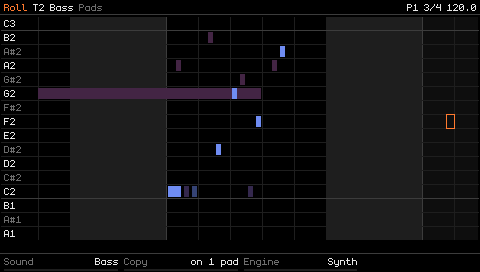 Roll T2 Bass Pads P1 3/4 120.0
C3
B2
A#2
A2
G#2
G2
F#2
F2
E2
D#2
D2
C#2
C2
B1
A#1
A1
Sound Bass Copy on 1 pad Engine Synth